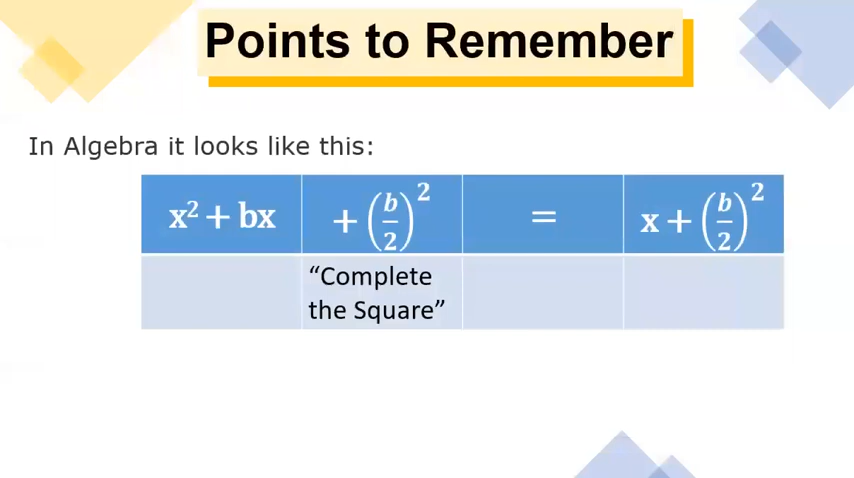 Points to Remember
In Algebra it looks like this:
x² + bx + (b/2)² = x + (b/2)²
“Complete
the Square”